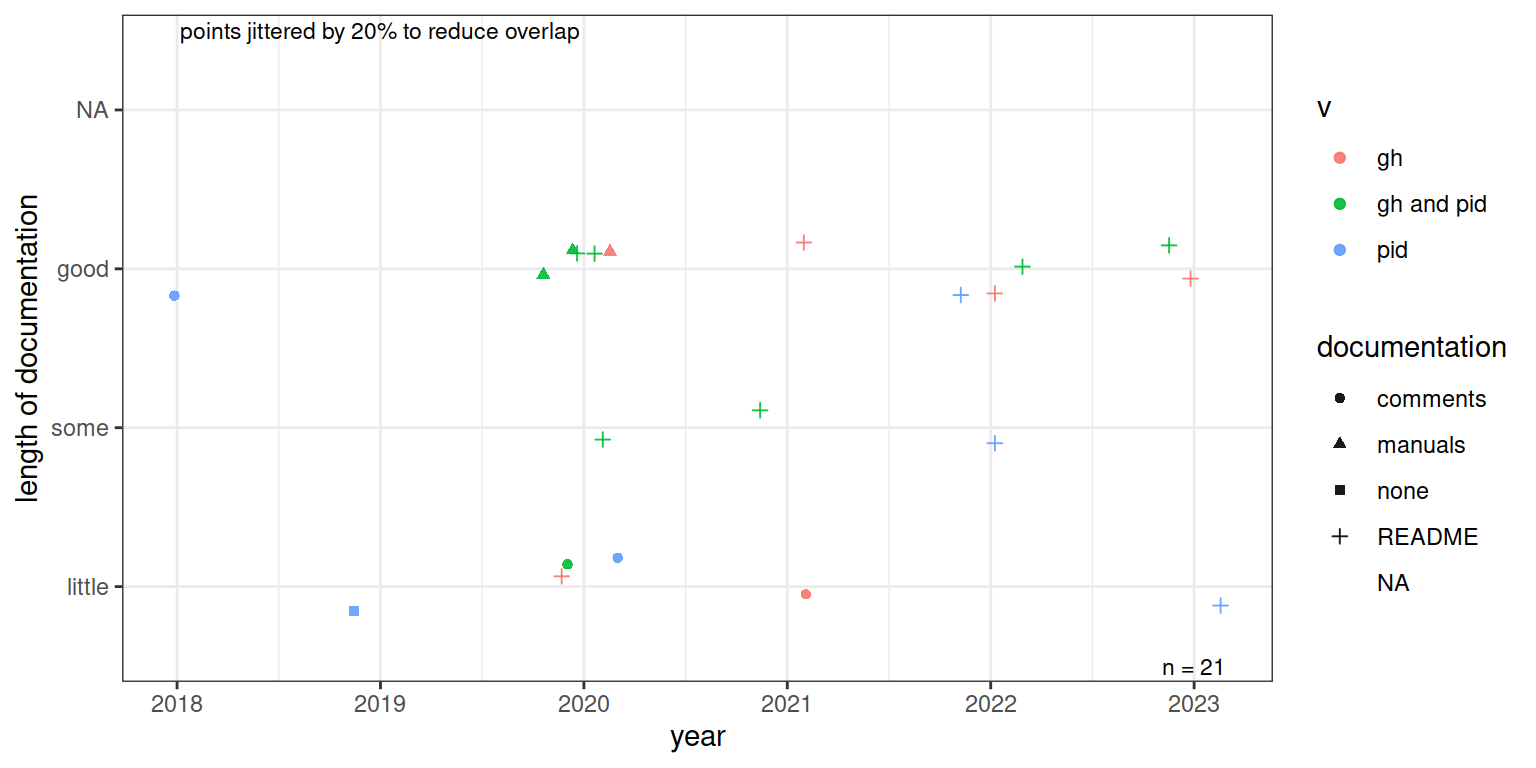 points jittered by 20% to reduce overlap
NA
good
some
little
length of documentation
n = 21
2018 2019 2020 2021 2022 2023
year
v
gh
gh and pid
pid
documentation
comments
manuals
none
README
NA